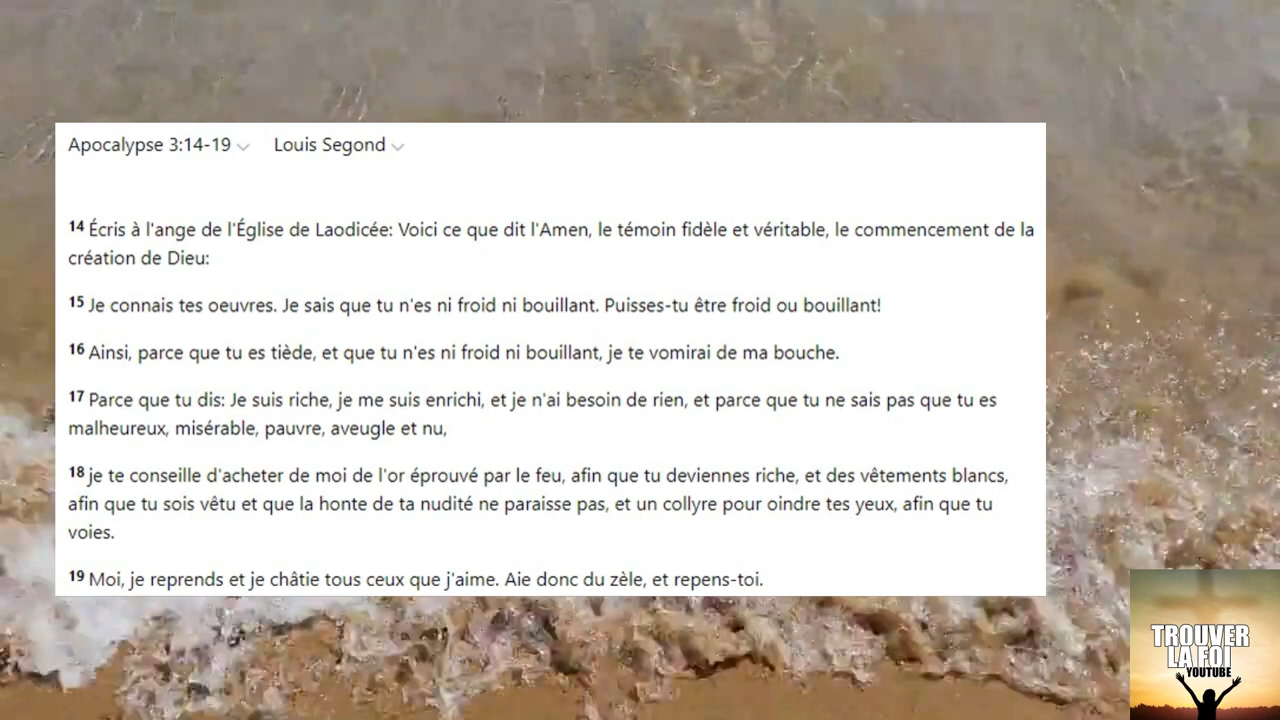 Apocalypse 3:14-19 Louis Segond
14 Écris à l'ange de l'Église de Laodicée: Voici ce que dit l'Amen, le témoin fidèle et véritable, le commencement de la
création de Dieu:
15 Je connais tes oeuvres. Je sais que tu n'es ni froid ni bouillant. Puisses-tu être froid ou bouillant!
16 Ainsi, parce que tu es tiède, et que tu n'es ni froid ni bouillant, je te vomirai de ma bouche.
17 Parce que tu dis: Je suis riche, je me suis enrichi, et je n'ai besoin de rien, et parce que tu ne sais pas que tu es
malheureux, misérable, pauvre, aveugle et nu,
18 je te conseille d'acheter de moi de l'or éprouvé par le feu, afin que tu deviennes riche, et des vêtements blancs,
afin que tu sois vêtu et que la honte de ta nudité ne paraisse pas, et un collyre pour oindre tes yeux, afin que tu
voies.
19 Moi, je reprends et je châtie tous ceux que j'aime. Aie donc du zèle, et repens-toi.
TROUVER
LA FOI
YOUTUBE